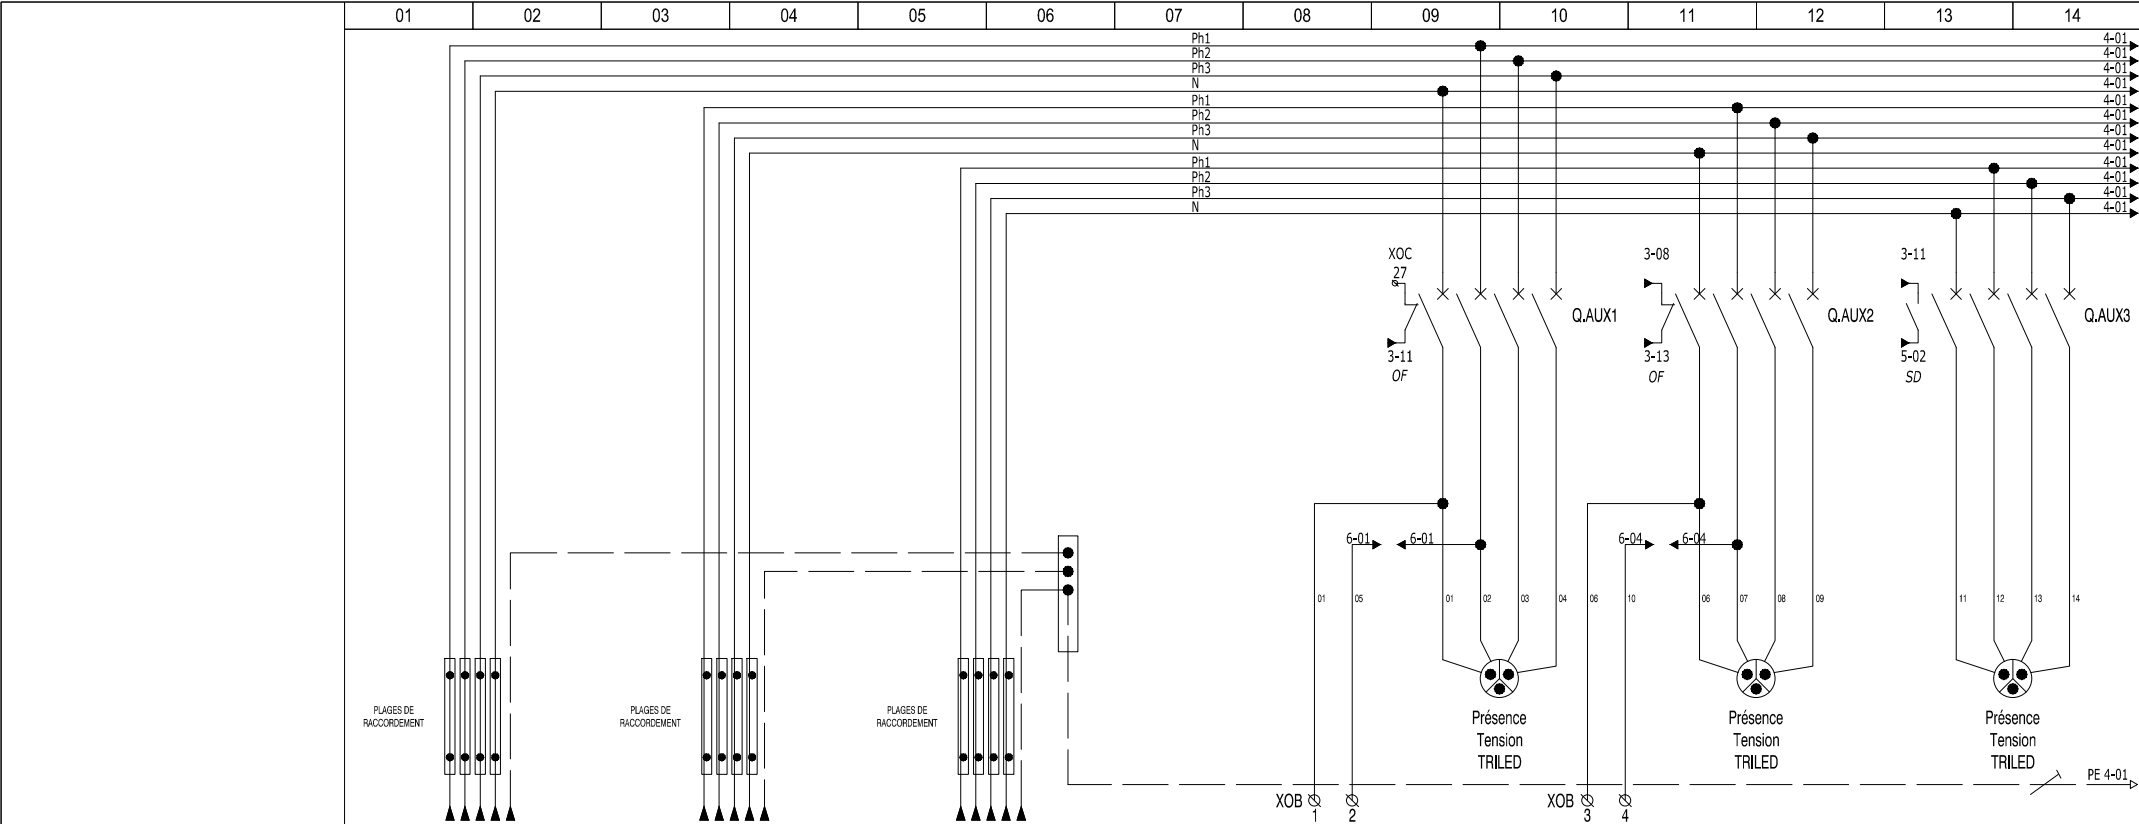 01 02 03 04 05 06 07 08 09 10 11 12 13 14
Ph1 4-01
Ph2 4-01
Ph3 4-01
N 4-01
Ph1 4-01
Ph2 4-01
Ph3 4-01
N 4-01
Ph1 4-01
Ph2 4-01
Ph3 4-01
N 4-01
XOC 3-08 3-11
27
Q.AUX1 Q.AUX2 Q.AUX3
3-11 3-13 5-02
OF OF SD
6-01 6-01 6-04 6-04
01 05 01 02 03 04 06 10 06 07 08 09 11 12 13 14
PLAGES DE
RACCORDEMENT
PLAGES DE
RACCORDEMENT
PLAGES DE
RACCORDEMENT
Présence
Tension
TRILED
Présence
Tension
TRILED
Présence
Tension
TRILED
PE 4-01
XOB XOB
1 2 3 4